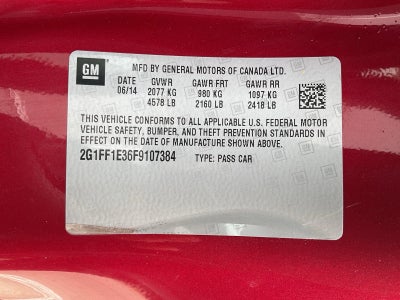 GM
MFD BY GENERAL MOTORS OF CANADA LTD.
DATE GVWR GAWR FRT GAWR RR
06/14 2077 KG 980 KG 1097 KG
4578 LB 2160 LB 2418 LB
THIS VEHICLE CONFORMS TO ALL APPLICABLE U.S. FEDERAL MOTOR
VEHICLE SAFETY, BUMPER, AND THEFT PREVENTION STANDARDS IN
EFFECT ON THE DATE OF MANUFACTURE SHOWN ABOVE.
2G1FF1E36F9107384 TYPE: PASS CAR